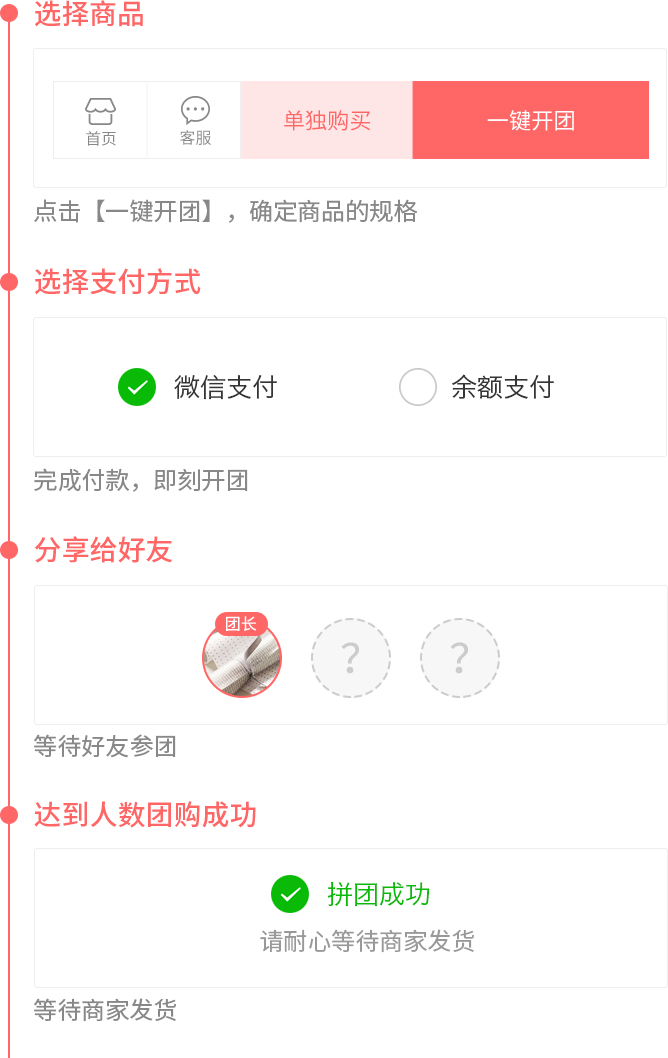 选择商品
首页
客服
单独购买
一键开团
点击【一键开团】，确定商品的规格
选择支付方式
微信支付
余额支付
完成付款，即刻开团
分享给好友
团长
?
?
等待好友参团
达到人数团购成功
拼团成功
请耐心等待商家发货
等待商家发货